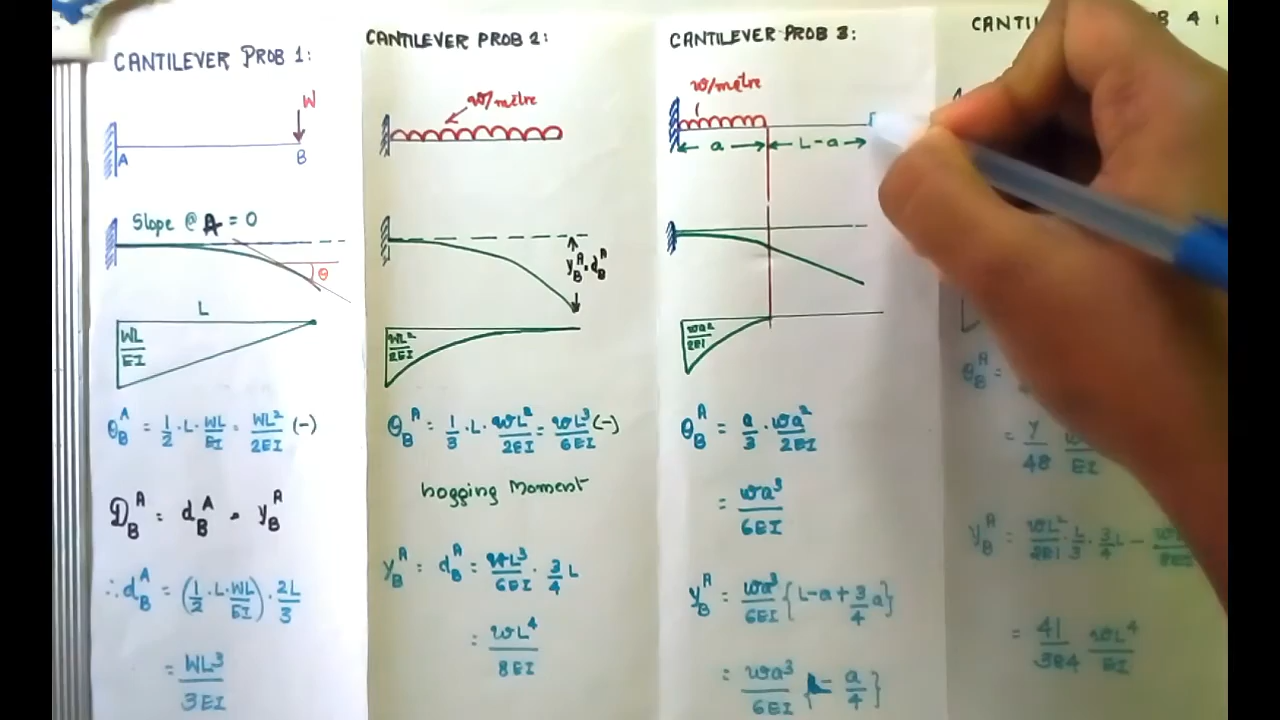 CANTILEVER PROB 1:
W
A
B
Slope @ A = 0
θ
L
WL/EI
θ_B^A = 1/2 · L · WL/EI = WL²/2EI (-)
D_B^A = d_B^A = y_B^A
∴ d_B^A = (1/2 · L · WL/EI) · 2L/3
= WL³/3EI
CANTILEVER PROB 2:
w/metre
y_B^A = d_B^A
WL²/2EI
θ_B^A = 1/3 · L · wL²/2EI = wL³/6EI (-)
hogging Moment
y_B^A = d_B^A = wL³/6EI · 3/4 L
= wL⁴/8EI
CANTILEVER PROB 3:
w/metre
a
L-a
wa²/2EI
θ_B^A = a/3 · wa²/2EI
= wa³/6EI
y_B^A = wa³/6EI {L-a+3/4 a}
= wa³/6EI {L - a/4}
4:
θ_B^A =
y_B^A = wL²/2EI · L/3 · 3/4 L -
= 41/384 wL⁴/EI